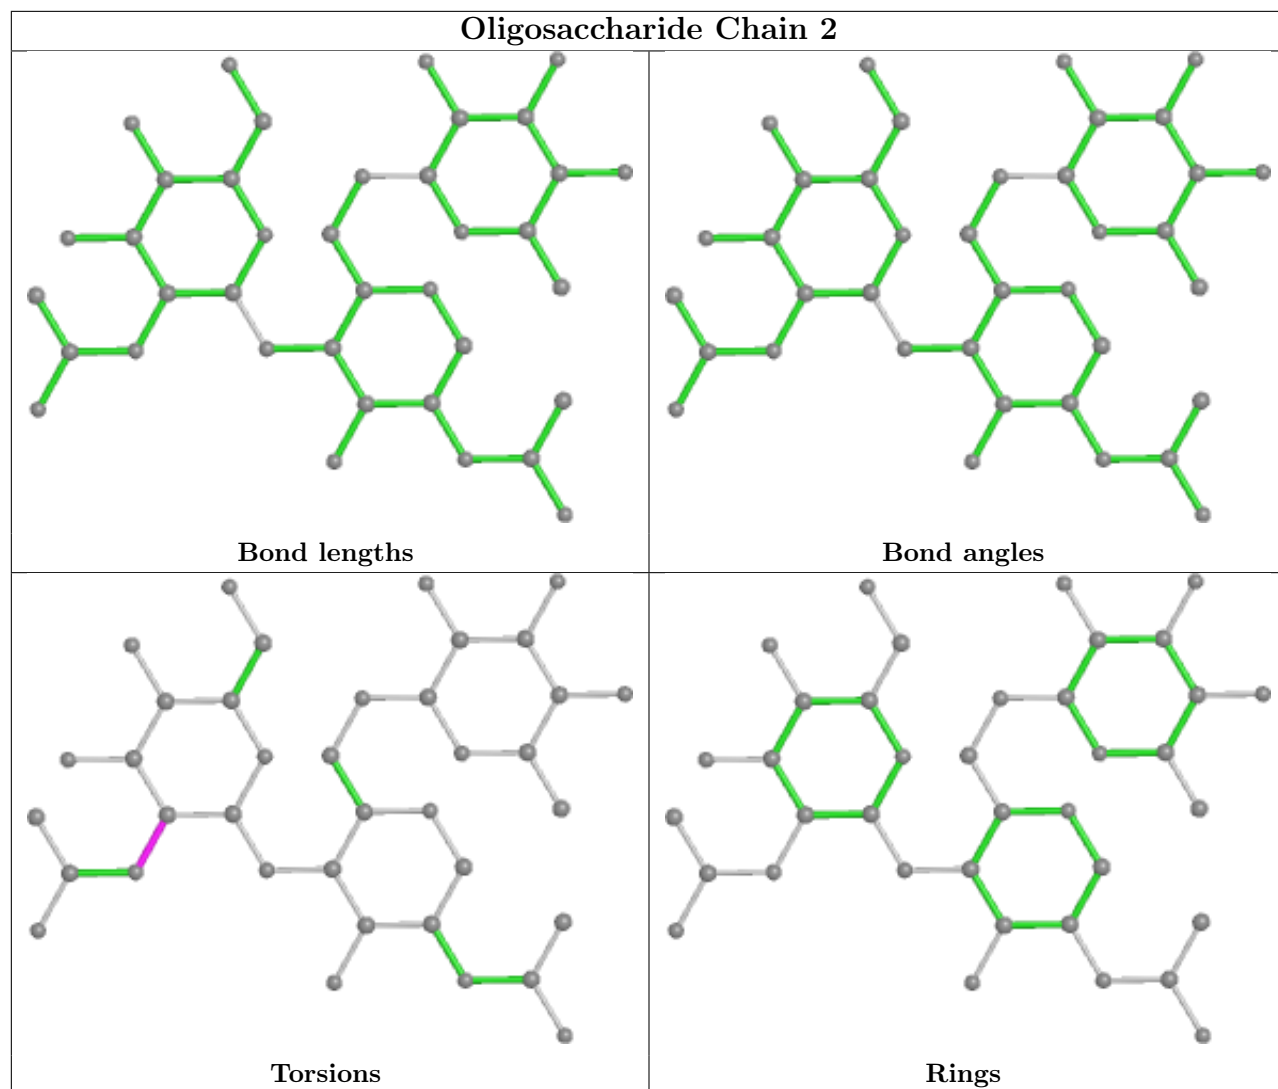 Oligosaccharide Chain 2
Bond lengths
Bond angles
Torsions
Rings